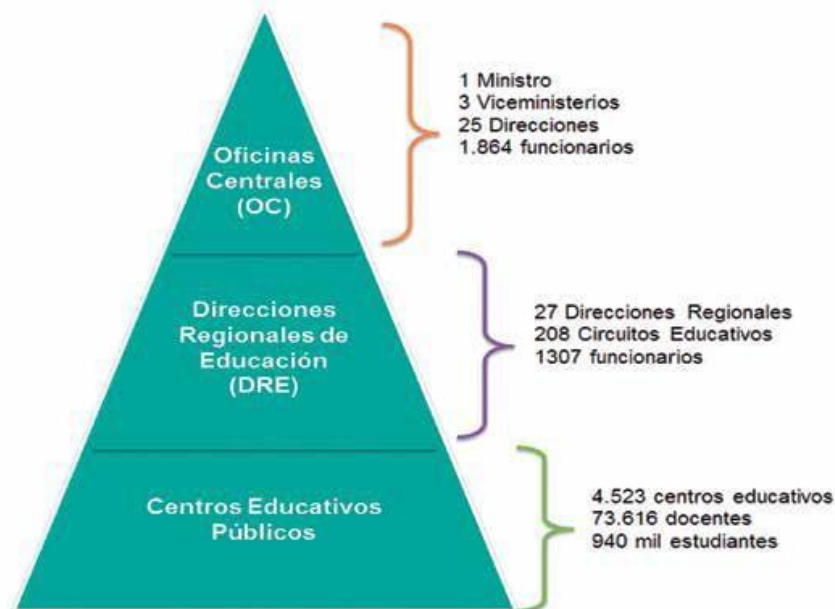 Oficinas
Centrales
(OC)
1 Ministro
3 Viceministerios
25 Direcciones
1.864 funcionarios
Direcciones
Regionales de
Educación
(DRE)
27 Direcciones Regionales
208 Circuitos Educativos
1307 funcionarios
Centros Educativos
Públicos
4.523 centros educativos
73.616 docentes
940 mil estudiantes